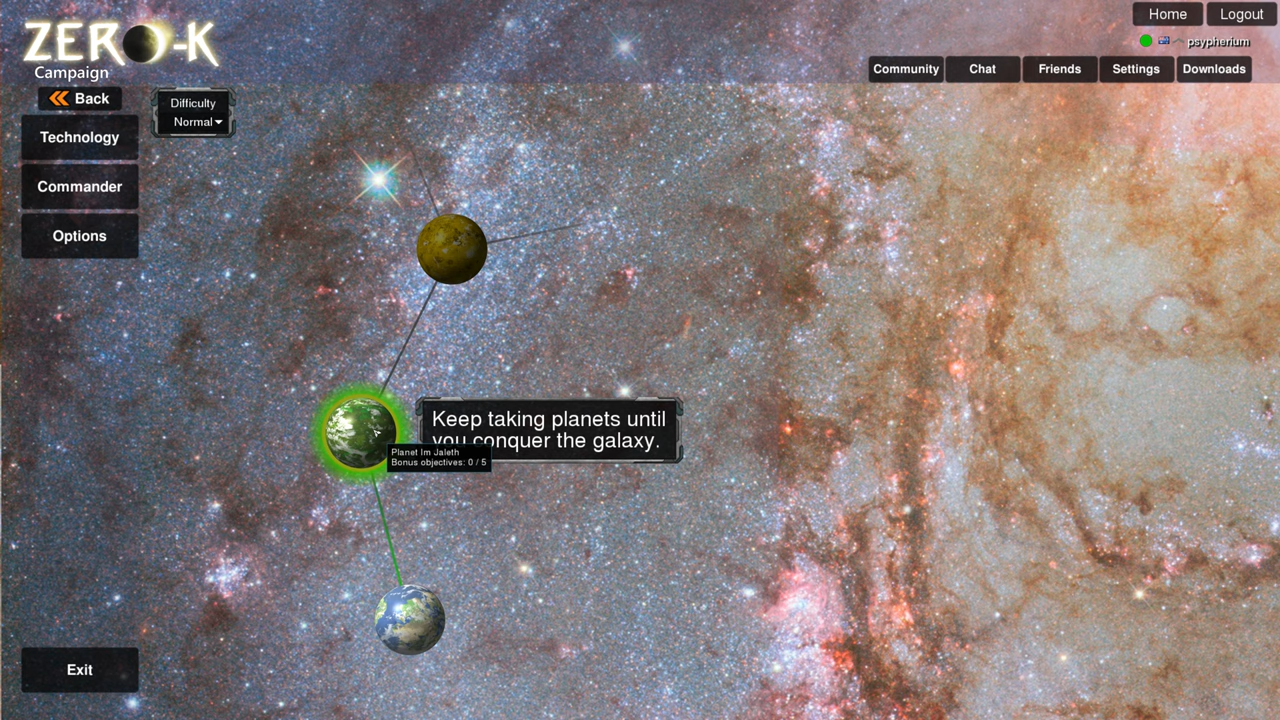 ZERO-K
Campaign
Home
Logout
psypherium
Community
Chat
Friends
Settings
Downloads
Back
Difficulty
Normal
Technology
Commander
Options
Keep taking planets until
you conquer the galaxy.
Planet Im Jaleth
Bonus objectives: 0 / 5
Exit